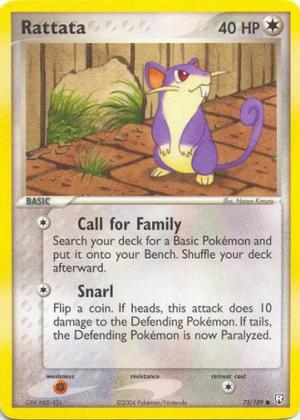 Rattata 40 HP
BASIC
illus. Naoyo Kimura
Call for Family
Search your deck for a Basic Pokémon and
put it onto your Bench. Shuffle your deck
afterward.
Snarl
Flip a coin. If heads, this attack does 10
damage to the Defending Pokémon. If tails,
the Defending Pokémon is now Paralyzed.
weakness resistance retreat cost
©2004 Pokémon/Nintendo
72/109